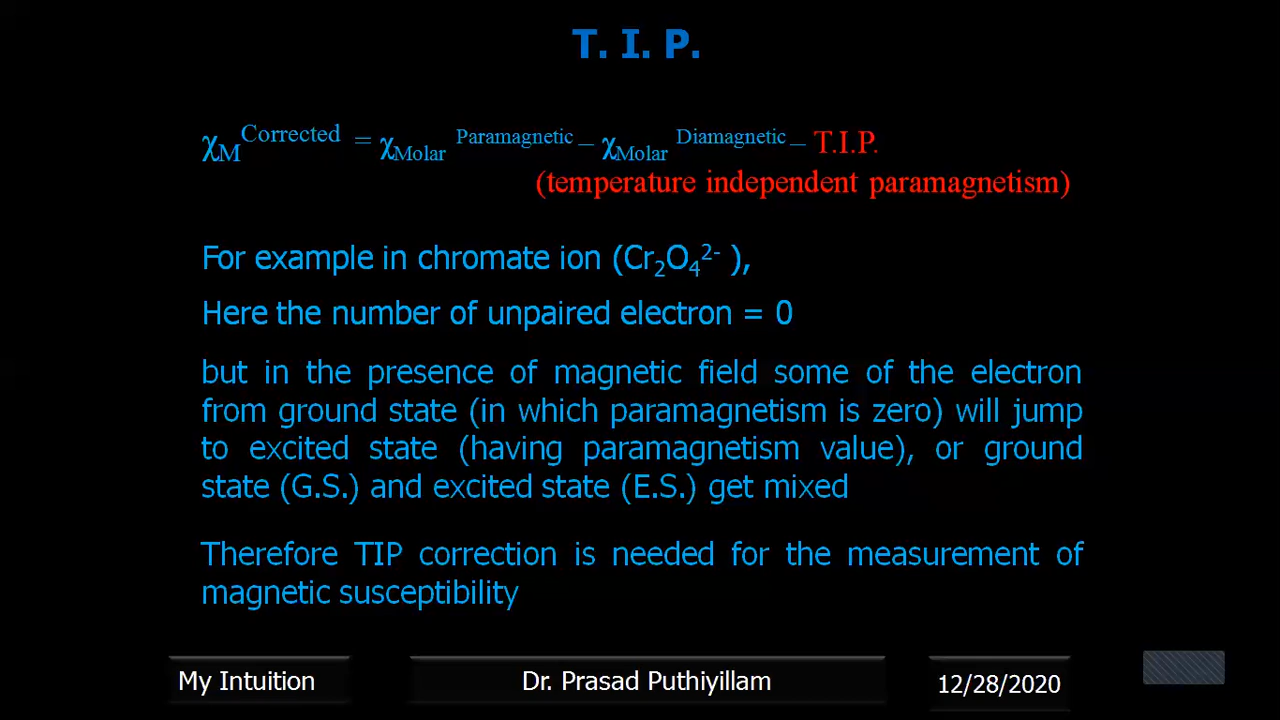 T. I. P.
χM Corrected = χMolar Paramagnetic – χMolar Diamagnetic – T.I.P.
(temperature independent paramagnetism)
For example in chromate ion (Cr₂O₄²⁻ ),
Here the number of unpaired electron = 0
but in the presence of magnetic field some of the electron
from ground state (in which paramagnetism is zero) will jump
to excited state (having paramagnetism value), or ground
state (G.S.) and excited state (E.S.) get mixed
Therefore TIP correction is needed for the measurement of
magnetic susceptibility
My Intuition
Dr. Prasad Puthiyillam
12/28/2020